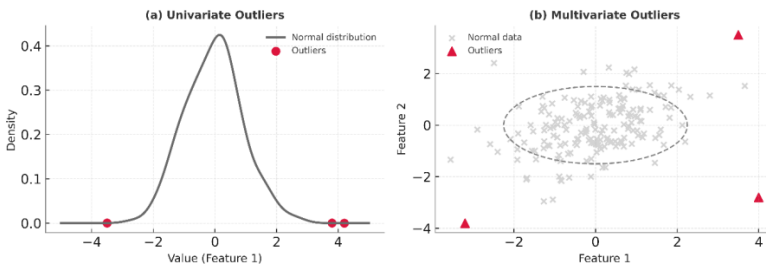 (a) Univariate Outliers
Normal distribution
Outliers
Density
0.4
0.3
0.2
0.1
0.0
−4
−2
0
2
4
Value (Feature 1)
(b) Multivariate Outliers
Normal data
Outliers
Feature 2
2
0
−2
−4
−2
0
2
4
Feature 1